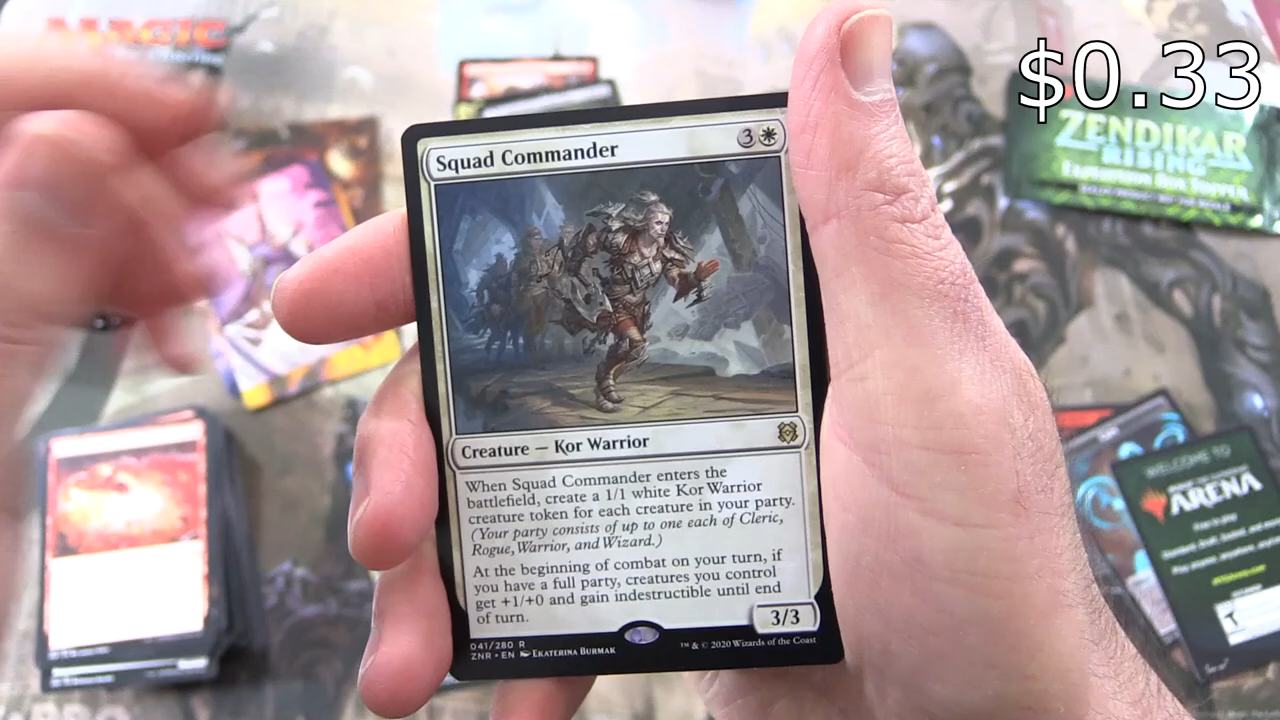 MAGIC
$0.33
ZENDIKAR
RISING
Squad Commander
3
Creature — Kor Warrior
When Squad Commander enters the
battlefield, create a 1/1 white Kor Warrior
creature token for each creature in your party.
(Your party consists of up to one each of Cleric,
Rogue, Warrior, and Wizard.)
At the beginning of combat on your turn, if
you have a full party, creatures you control
get +1/+0 and gain indestructible until end
of turn.
3/3
041/280 R
ZNR • EN EKATERINA BURMAK
™ & © 2020 Wizards of the Coast
WELCOME TO
ARENA